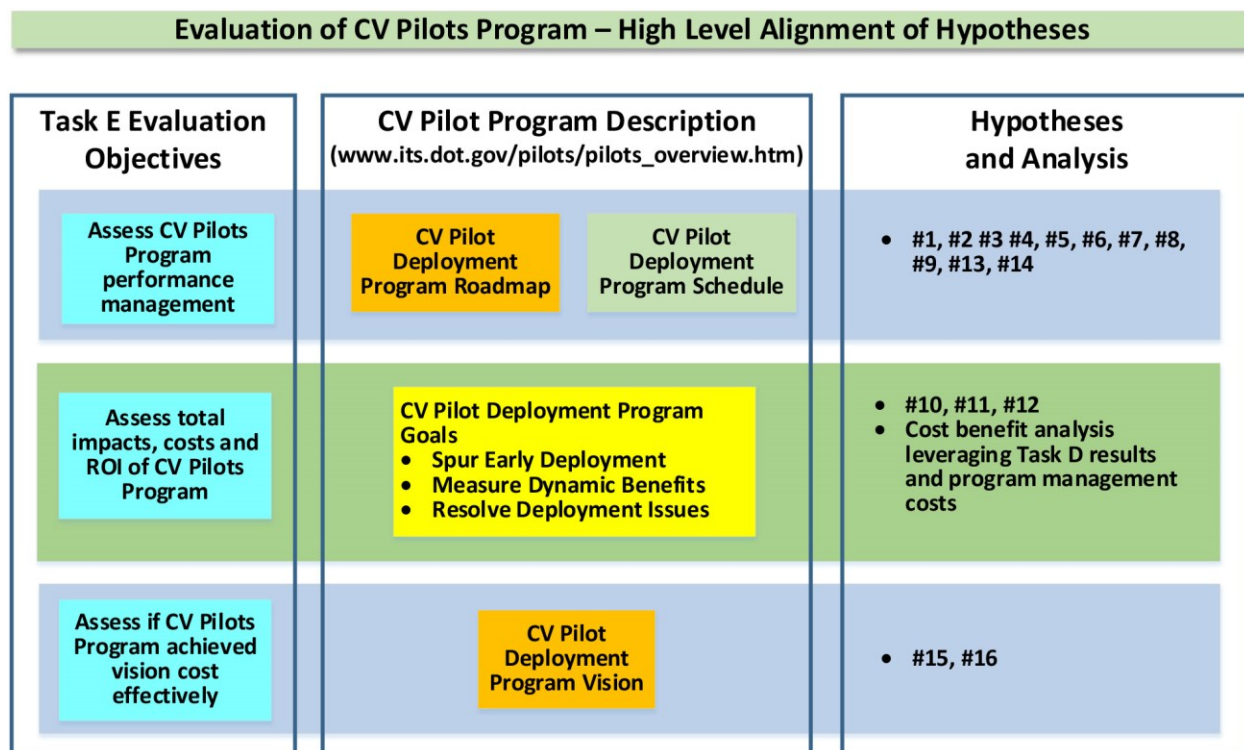 Evaluation of CV Pilots Program – High Level Alignment of Hypotheses
Task E Evaluation
Objectives
CV Pilot Program Description
(www.its.dot.gov/pilots/pilots_overview.htm)
Hypotheses
and Analysis
Assess CV Pilots
Program
performance
management
CV Pilot
Deployment
Program Roadmap
CV Pilot
Deployment
Program Schedule
• #1, #2 #3 #4, #5, #6, #7, #8,
#9, #13, #14
Assess total
impacts, costs and
ROI of CV Pilots
Program
CV Pilot Deployment Program
Goals
• Spur Early Deployment
• Measure Dynamic Benefits
• Resolve Deployment Issues
• #10, #11, #12
• Cost benefit analysis
leveraging Task D results
and program management
costs
Assess if CV Pilots
Program achieved
vision cost
effectively
CV Pilot
Deployment
Program Vision
• #15, #16